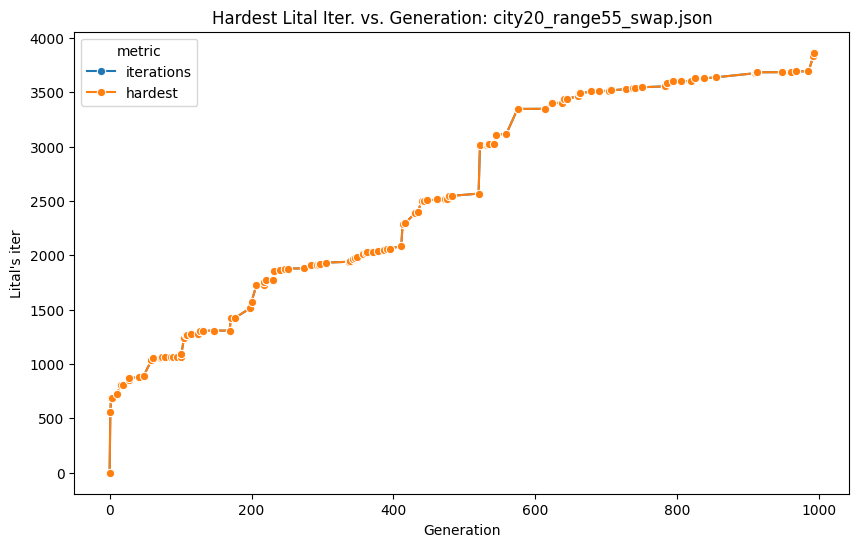 Hardest Lital Iter. vs. Generation: city20_range55_swap.json
metric
iterations
hardest
Lital's iter
4000
3500
3000
2500
2000
1500
1000
500
0
0 200 400 600 800 1000
Generation